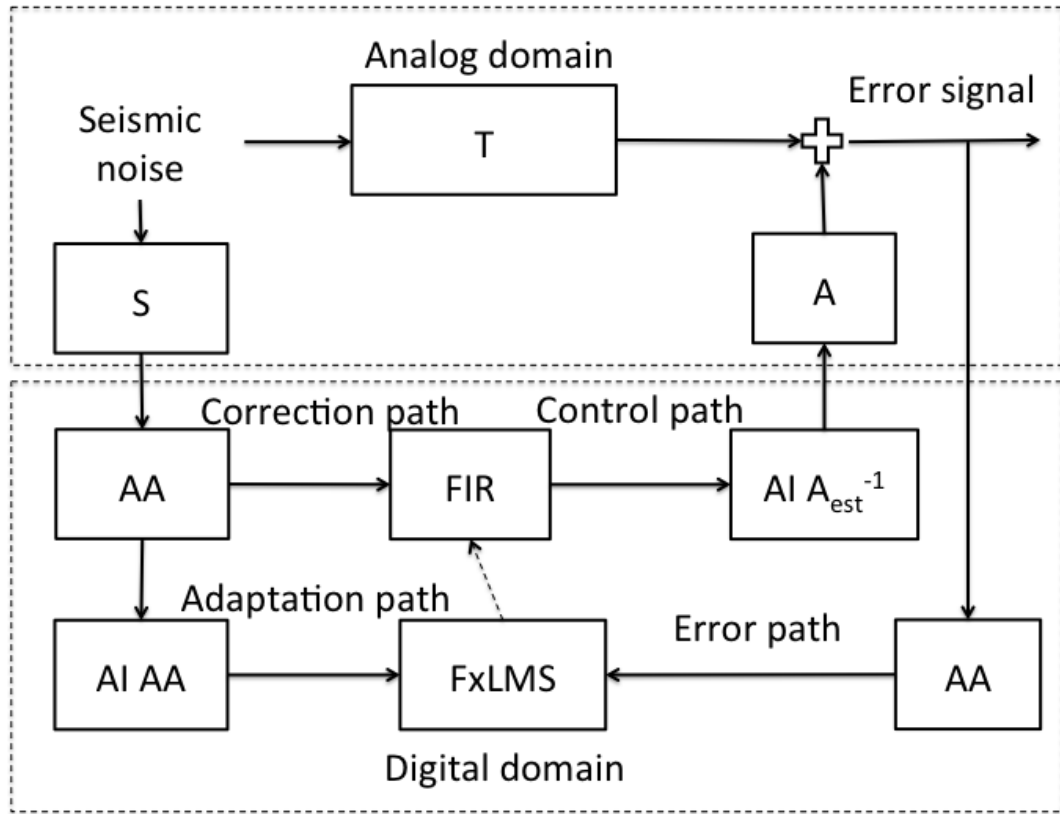 Analog domain
Error signal
Seismic
noise
T
S
A
Correction path
Control path
AA
FIR
AI A_est^-1
Adaptation path
Error path
AI AA
FxLMS
AA
Digital domain